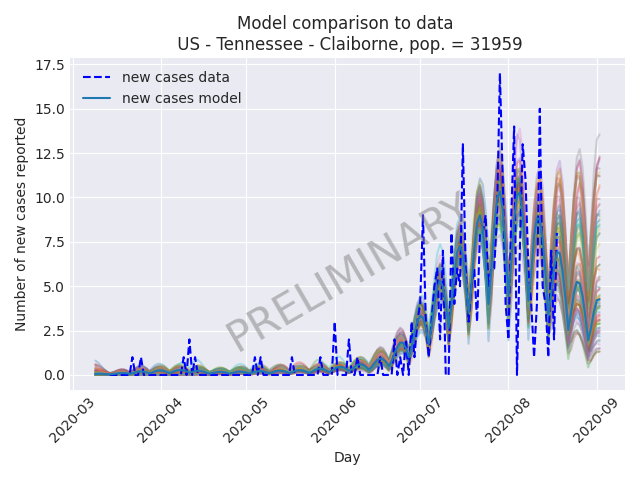 Model comparison to data
US - Tennessee - Claiborne, pop. = 31959
17.5
15.0
12.5
10.0
7.5
5.0
2.5
0.0
Number of new cases reported
new cases data
new cases model
PRELIMINARY
2020-03
2020-04
2020-05
2020-06
2020-07
2020-08
2020-09
Day